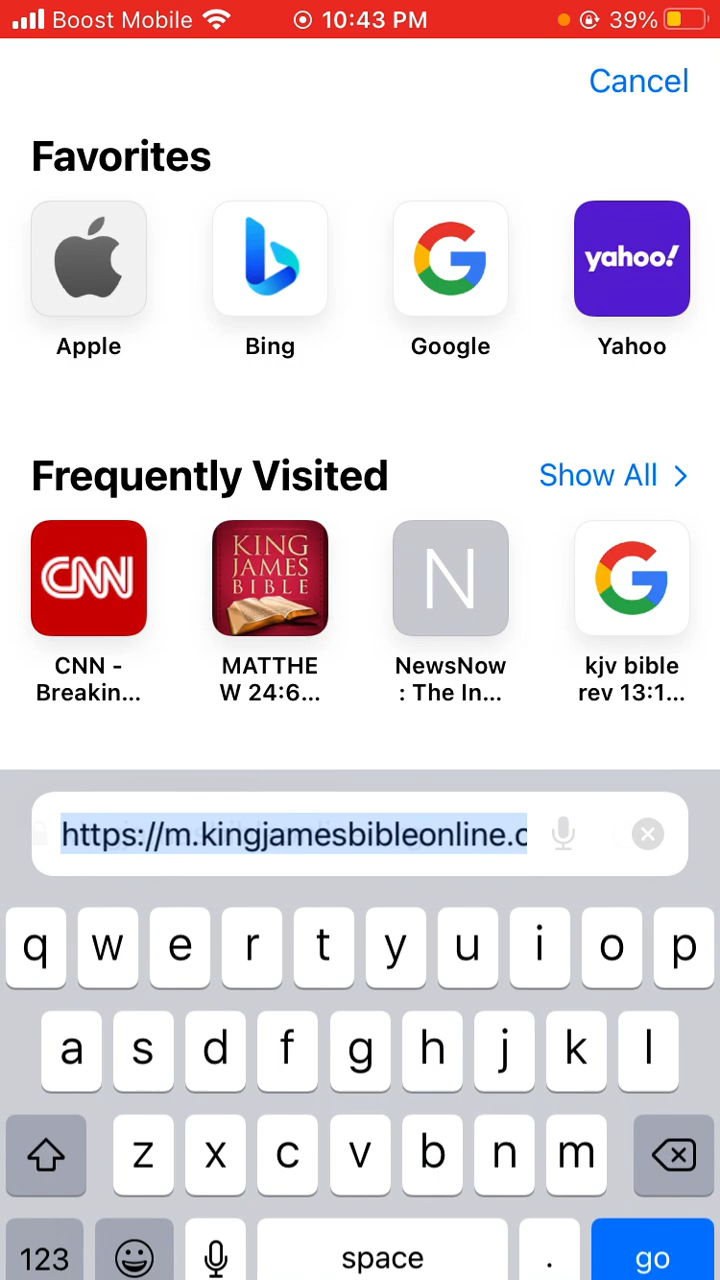 Boost Mobile 10:43 PM 39%
Cancel
Favorites
yahoo!
Apple Bing Google Yahoo
Frequently Visited Show All >
CNN
KING
JAMES
BIBLE
N
CNN - MATTHE NewsNow kjv bible
Breakin... W 24:6... : The In... rev 13:1...
https://m.kingjamesbibleonline.c
q w e r t y u i o p
a s d f g h j k l
z x c v b n m
123 space . go